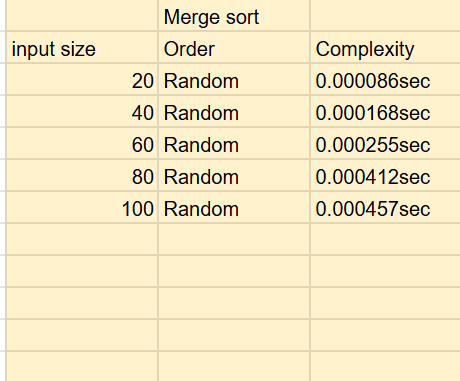 Merge sort
input size Order Complexity
20 Random 0.000086sec
40 Random 0.000168sec
60 Random 0.000255sec
80 Random 0.000412sec
100 Random 0.000457sec